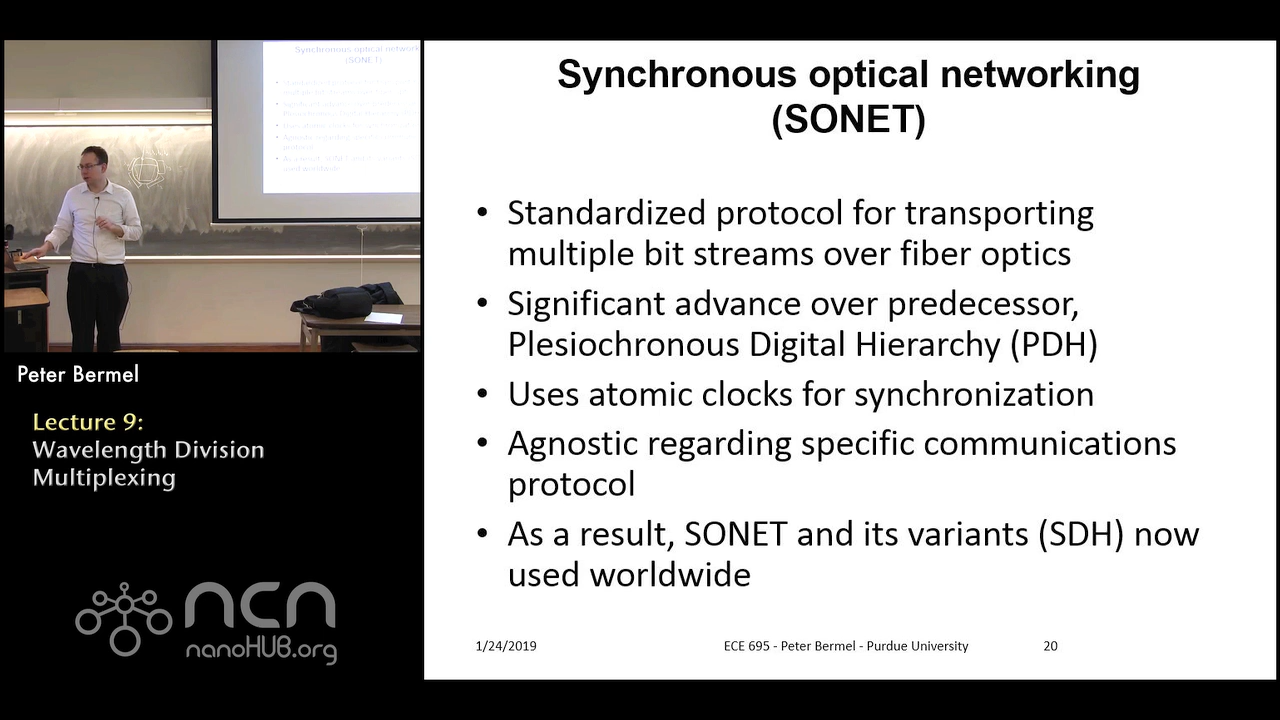 Synchronous optical networking
(SONET)
• Standardized protocol for transporting
multiple bit streams over fiber optics
• Significant advance over predecessor,
Plesiochronous Digital Hierarchy (PDH)
• Uses atomic clocks for synchronization
• Agnostic regarding specific communications
protocol
• As a result, SONET and its variants (SDH) now
used worldwide
1/24/2019
ECE 695 - Peter Bermel - Purdue University
20
Synchronous optical network
(SONET)
Peter Bermel
Lecture 9:
Wavelength Division
Multiplexing
ncn
nanoHUB.org